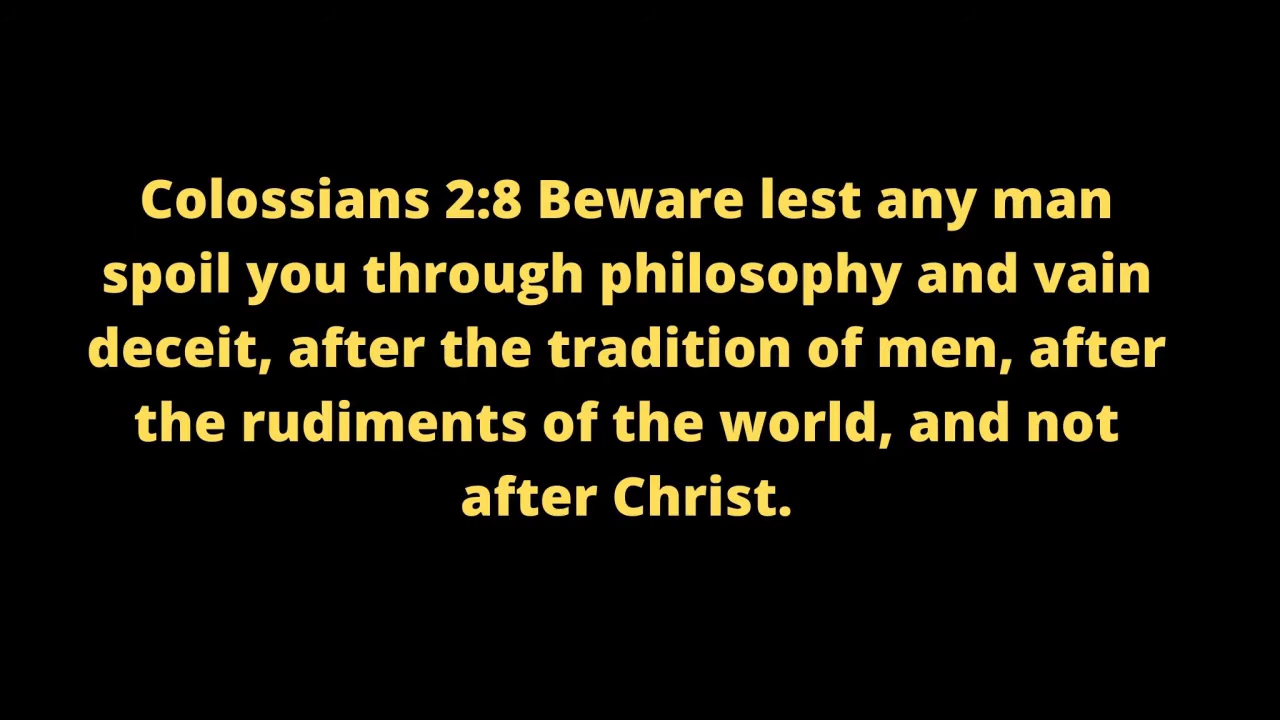 Colossians 2:8 Beware lest any man
spoil you through philosophy and vain
deceit, after the tradition of men, after
the rudiments of the world, and not
after Christ.